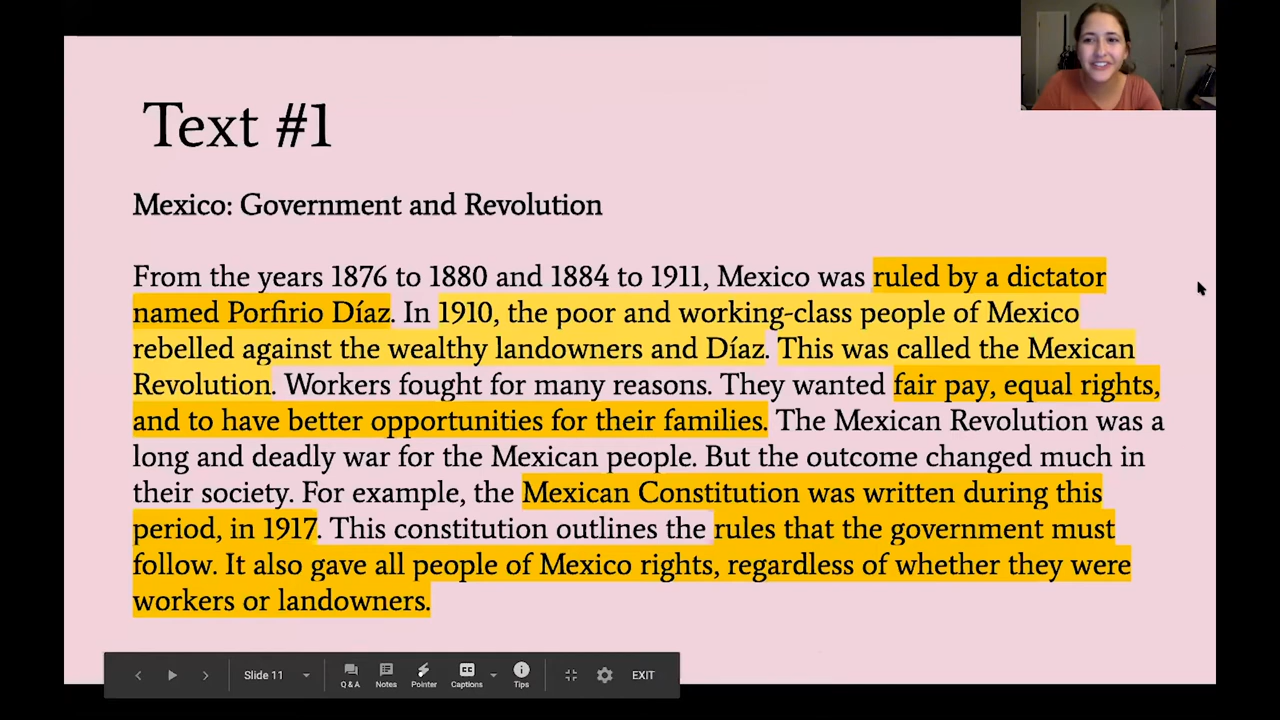 Text #1
Mexico: Government and Revolution
From the years 1876 to 1880 and 1884 to 1911, Mexico was ruled by a dictator
named Porfirio Díaz. In 1910, the poor and working-class people of Mexico
rebelled against the wealthy landowners and Díaz. This was called the Mexican
Revolution. Workers fought for many reasons. They wanted fair pay, equal rights,
and to have better opportunities for their families. The Mexican Revolution was a
long and deadly war for the Mexican people. But the outcome changed much in
their society. For example, the Mexican Constitution was written during this
period, in 1917. This constitution outlines the rules that the government must
follow. It also gave all people of Mexico rights, regardless of whether they were
workers or landowners.
Slide 11 Q & A Notes Pointer CC Captions Tips EXIT